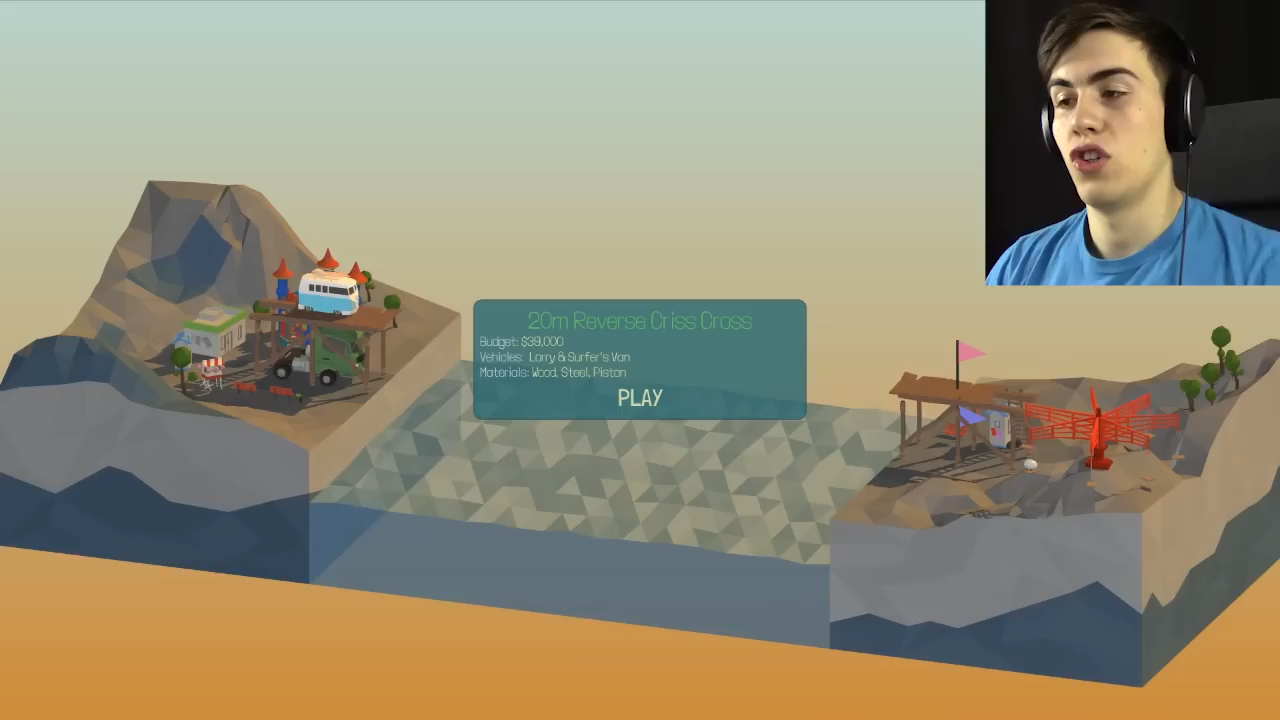 20m Reverse Criss Cross
Budget: $39,000
Vehicles: Lorry & Surfer's Van
Materials: Wood, Steel, Piston
PLAY